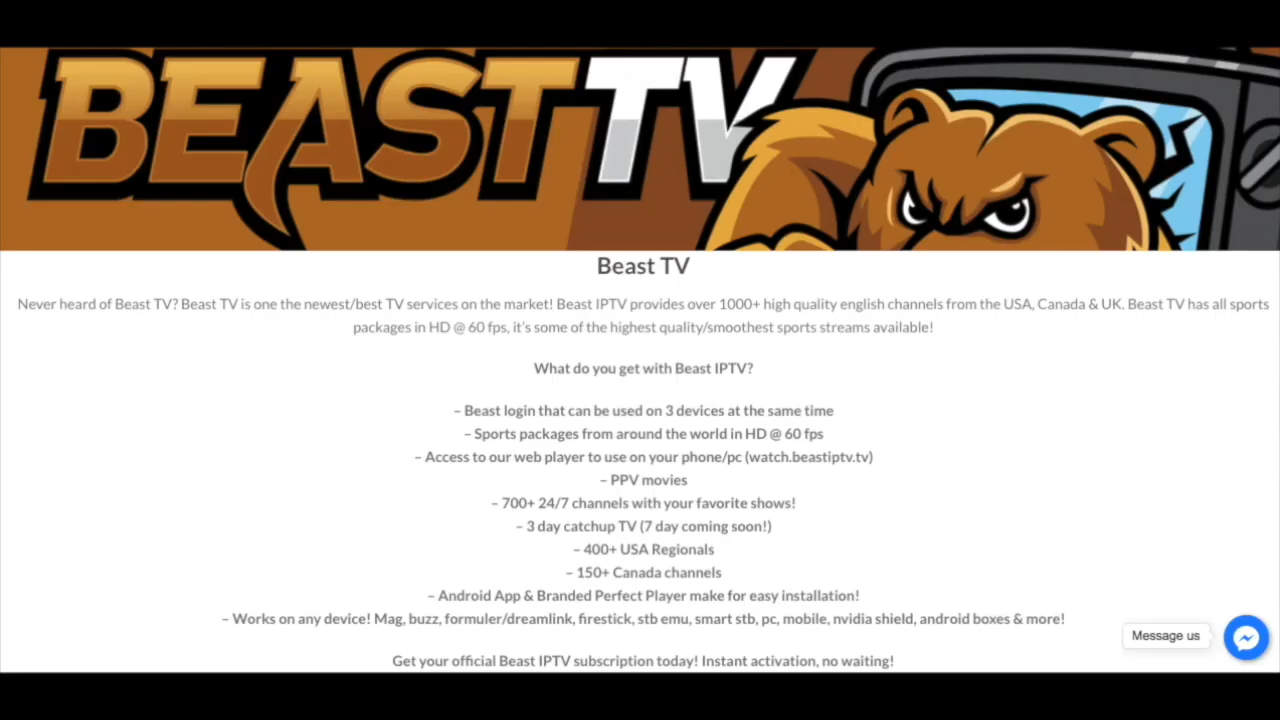 BEASTTV
Beast TV
Never heard of Beast TV? Beast TV is one the newest/best TV services on the market! Beast IPTV provides over 1000+ high quality english channels from the USA, Canada & UK. Beast TV has all sports
packages in HD @ 60 fps, it's some of the highest quality/smoothest sports streams available!
What do you get with Beast IPTV?
– Beast login that can be used on 3 devices at the same time
– Sports packages from around the world in HD @ 60 fps
– Access to our web player to use on your phone/pc (watch.beastiptv.tv)
– PPV movies
– 700+ 24/7 channels with your favorite shows!
– 3 day catchup TV (7 day coming soon!)
– 400+ USA Regionals
– 150+ Canada channels
– Android App & Branded Perfect Player make for easy installation!
– Works on any device! Mag, buzz, formuler/dreamlink, firestick, stb emu, smart stb, pc, mobile, nvidia shield, android boxes & more!
Message us
Get your official Beast IPTV subscription today! Instant activation, no waiting!